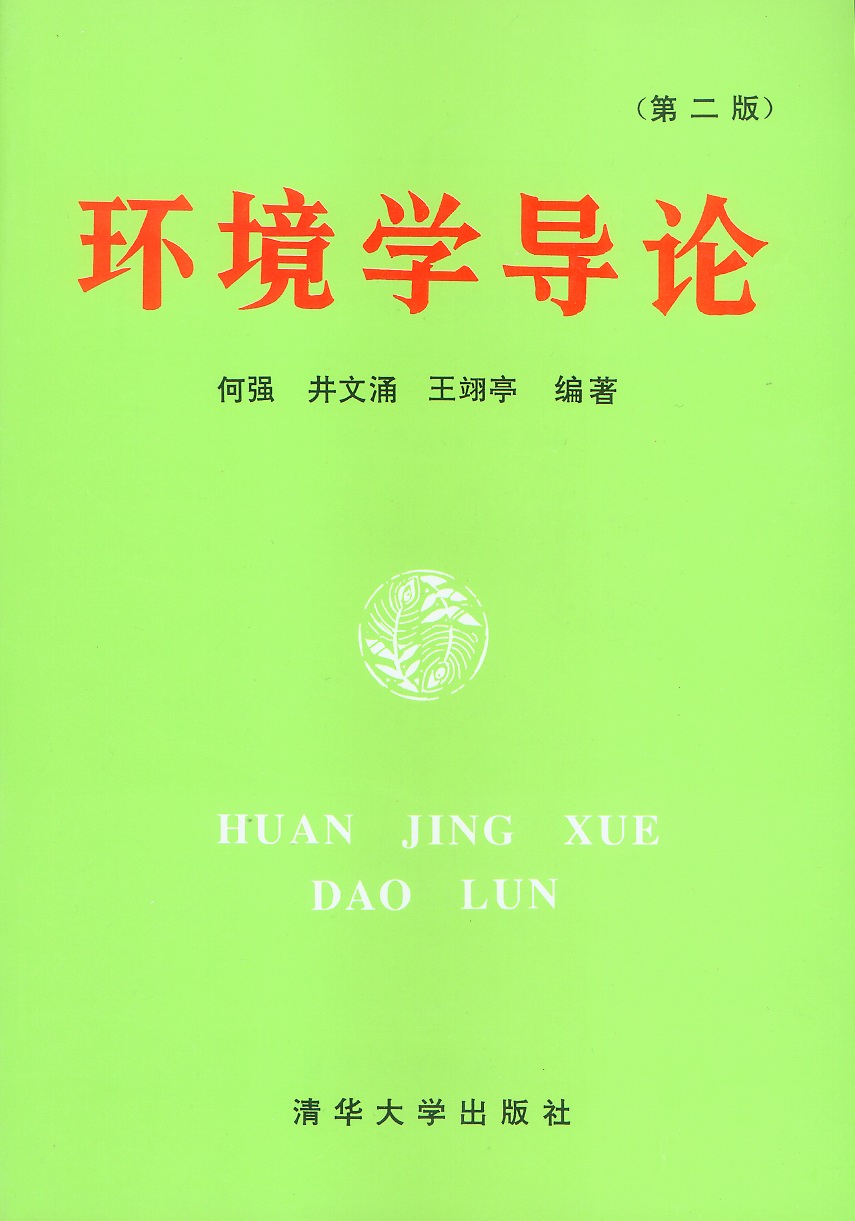 （第二版）
环境学导论
何强 井文涌 王翊亭 编著
HUAN JING XUE
DAO LUN
清华大学出版社